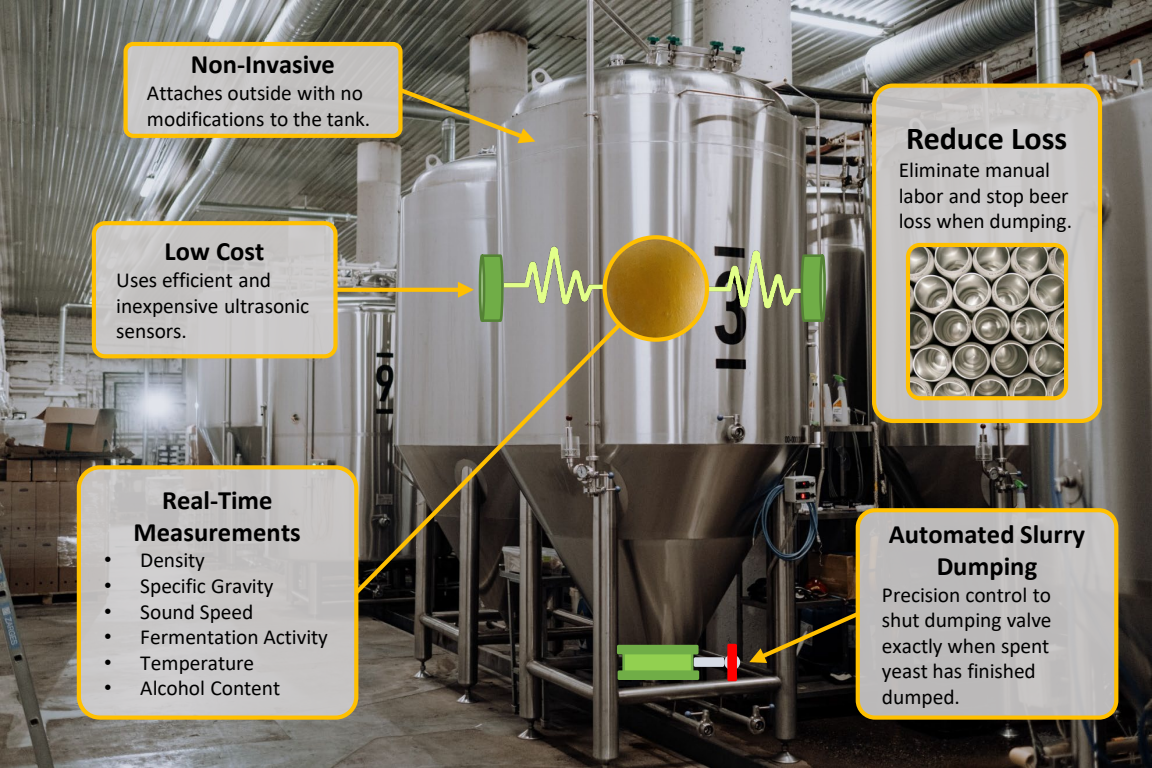 Non-Invasive
Attaches outside with no
modifications to the tank.
Reduce Loss
Eliminate manual
labor and stop beer
loss when dumping.
Low Cost
Uses efficient and
inexpensive ultrasonic
sensors.
13
9
Real-Time
Measurements
• Density
• Specific Gravity
• Sound Speed
• Fermentation Activity
• Temperature
• Alcohol Content
Automated Slurry
Dumping
Precision control to
shut dumping valve
exactly when spent
yeast has finished
dumped.
ZARGES